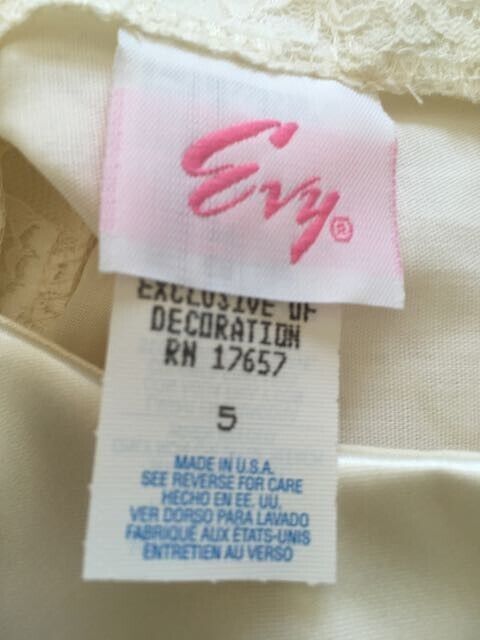 Evy®
EXCLUSIVE OF
DECORATION
RN 17657
5
MADE IN U.S.A.
SEE REVERSE FOR CARE
HECHO EN EE. UU.
VER DORSO PARA LAVADO
FABRIQUÉ AUX ÉTATS-UNIS
ENTRETIEN AU VERSO